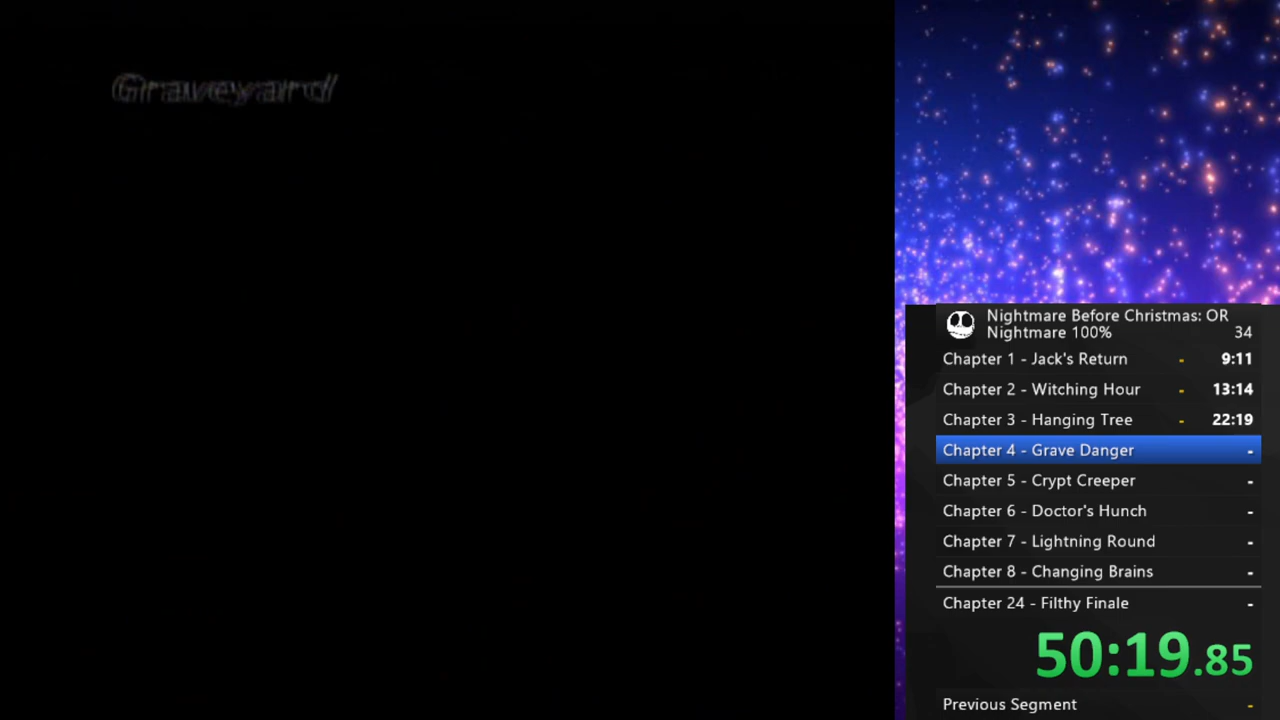 Graveyard
Nightmare Before Christmas: OR
Nightmare 100% 34
Chapter 1 - Jack's Return - 9:11
Chapter 2 - Witching Hour - 13:14
Chapter 3 - Hanging Tree - 22:19
Chapter 4 - Grave Danger -
Chapter 5 - Crypt Creeper -
Chapter 6 - Doctor's Hunch -
Chapter 7 - Lightning Round -
Chapter 8 - Changing Brains -
Chapter 24 - Filthy Finale -
50:19.85
Previous Segment -